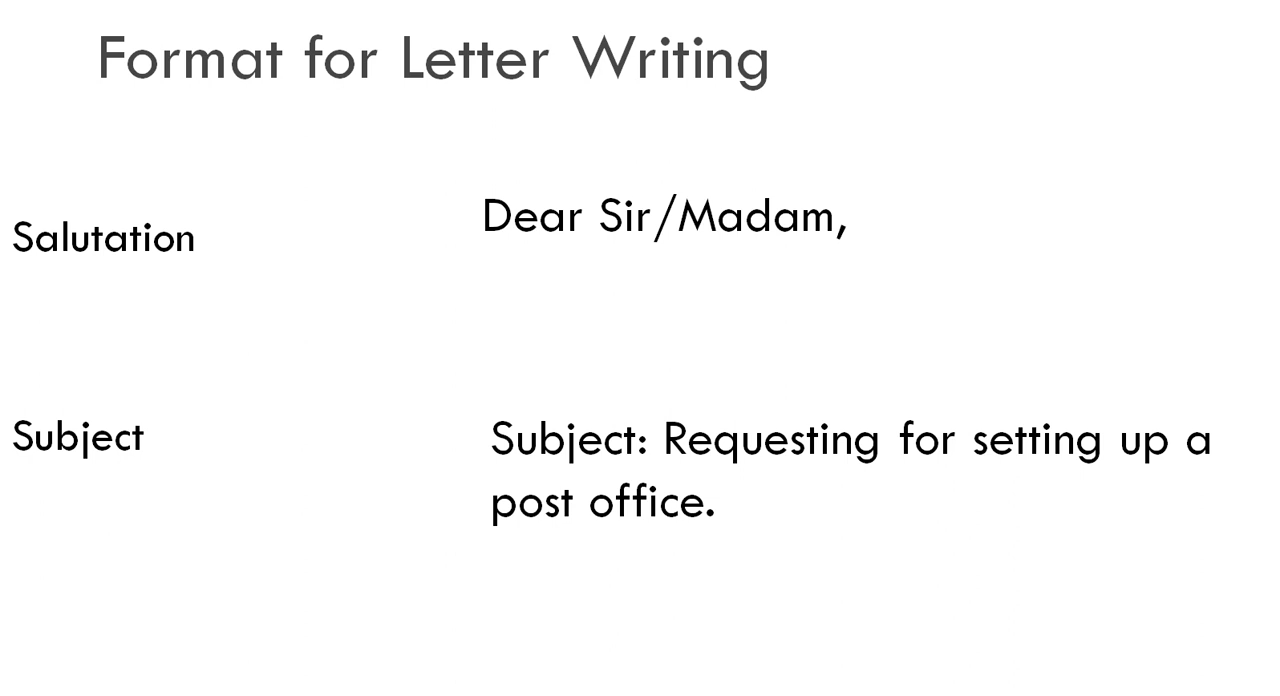 Format for Letter Writing
Salutation
Dear Sir/Madam,
Subject
Subject: Requesting for setting up a
post office.